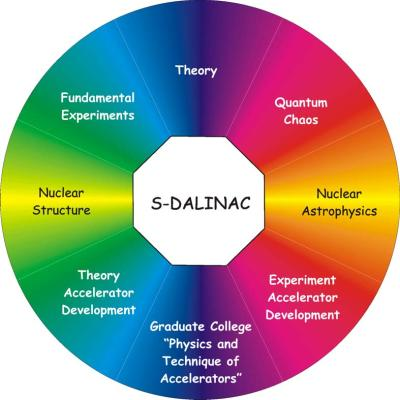 Theory
Quantum
Chaos
Nuclear
Astrophysics
Experiment
Accelerator
Development
Graduate College
"Physics and
Technique of
Accelerators"
Theory
Accelerator
Development
Nuclear
Structure
Fundamental
Experiments
S-DALINAC